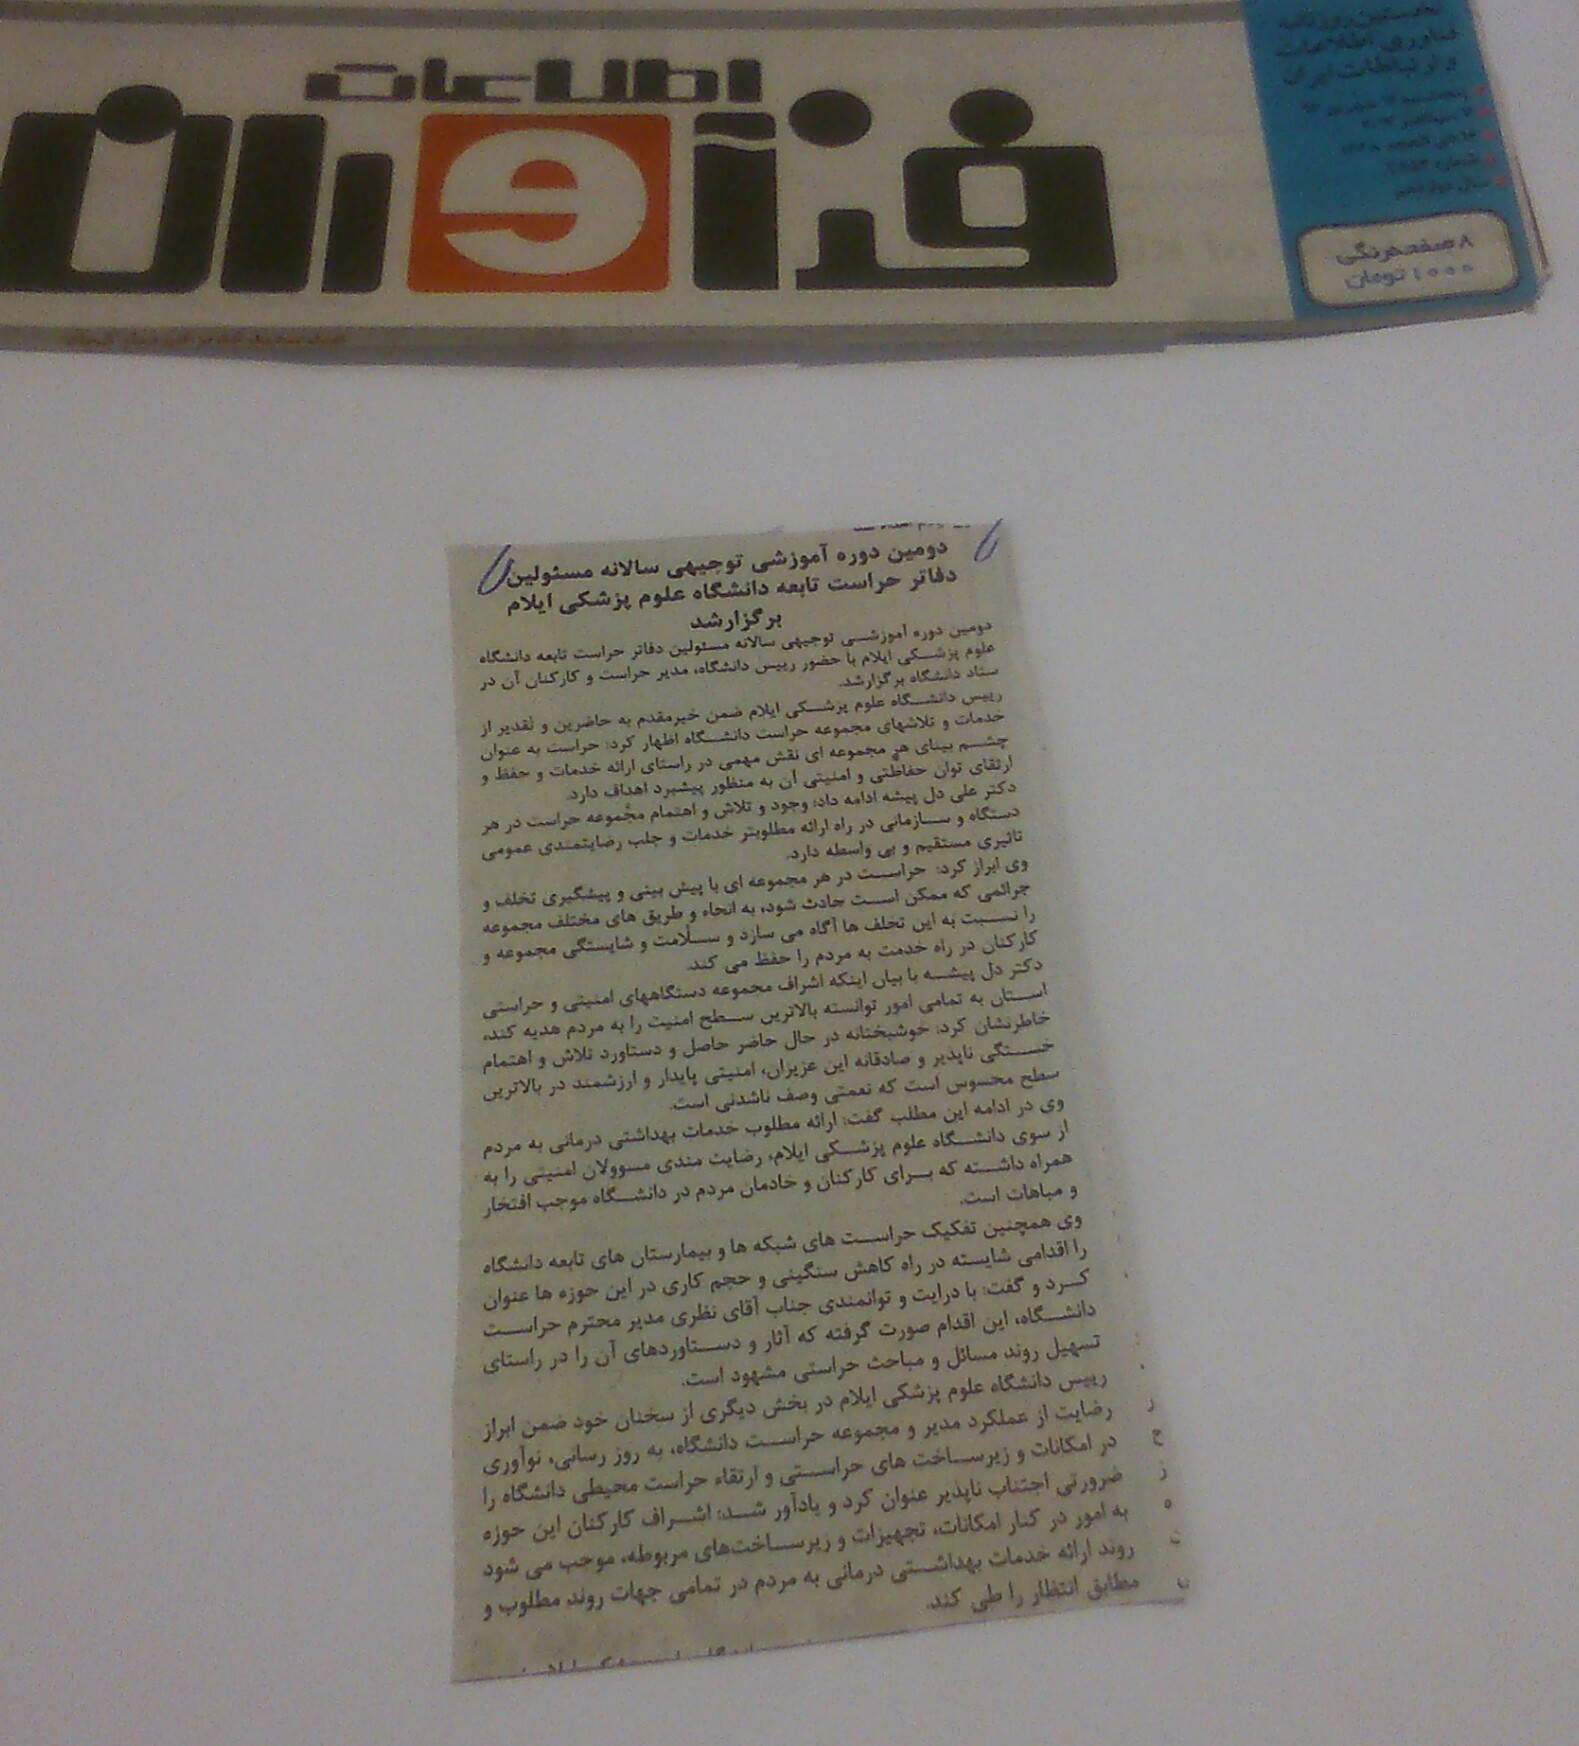 نخستین روزنامه
فناوری اطلاعات
و ارتباطات ایران
سال دوازدهم
۸ صفحه رنگی
۱۰۰۰ تومان
فن آوران
اطلاعات
دومین دوره آموزشی توجیهی سالانه مسئولین
دفاتر حراست تابعه دانشگاه علوم پزشکی ایلام
برگزارشد
دومین دوره آموزشی توجیهی سالانه مسئولین دفاتر حراست تابعه دانشگاه
علوم پزشکی ایلام با حضور رییس دانشگاه، مدیر حراست و کارکنان آن در
ستاد دانشگاه برگزارشد.
رییس دانشگاه علوم پزشکی ایلام ضمن خیرمقدم به حاضرین و تقدیر از
خدمات و تلاشهای مجموعه حراست دانشگاه اظهار کرد: حراست به عنوان
چشم بینای هر مجموعه ای نقش مهمی در راستای ارائه خدمات و حفظ و
ارتقای توان حفاظتی و امنیتی آن به منظور پیشبرد اهداف دارد.
دکتر علی دل پیشه ادامه داد: وجود و تلاش و اهتمام مجموعه حراست در هر
دستگاه و سازمانی در راه ارائه مطلوبتر خدمات و جلب رضایتمندی عمومی
تاثیری مستقیم و بی واسطه دارد.
وی ابراز کرد: حراست در هر مجموعه ای با پیش بینی و پیشگیری تخلف و
جرائمی که ممکن است حادث شود، به انحاء و طریق های مختلف مجموعه
را نسبت به این تخلف ها آگاه می سازد و سلامت و شایستگی مجموعه و
کارکنان در راه خدمت به مردم را حفظ می کند.
دکتر دل پیشه با بیان اینکه اشراف مجموعه دستگاههای امنیتی و حراستی
استان به تمامی امور توانسته بالاترین سطح امنیت را به مردم هدیه کند،
خاطرنشان کرد: خوشبختانه در حال حاضر حاصل و دستاورد تلاش و اهتمام
خستگی ناپذیر و صادقانه این عزیزان، امنیتی پایدار و ارزشمند در بالاترین
سطح محسوس است که نعمتی وصف ناشدنی است.
وی در ادامه این مطلب گفت: ارائه مطلوب خدمات بهداشتی درمانی به مردم
از سوی دانشگاه علوم پزشکی ایلام، رضایت مندی مسوولان امنیتی را به
همراه داشته که برای کارکنان و خادمان مردم در دانشگاه موجب افتخار
و مباهات است.
وی همچنین تفکیک حراست های شبکه ها و بیمارستان های تابعه دانشگاه
را اقدامی شایسته در راه کاهش سنگینی و حجم کاری در این حوزه ها عنوان
کرد و گفت: با درایت و توانمندی جناب آقای نظری مدیر محترم حراست
دانشگاه، این اقدام صورت گرفته که آثار و دستاوردهای آن را در راستای
تسهیل روند مسائل و مباحث حراستی مشهود است.
رییس دانشگاه علوم پزشکی ایلام در بخش دیگری از سخنان خود ضمن ابراز
رضایت از عملکرد مدیر و مجموعه حراست دانشگاه، به روز رسانی، نوآوری
در امکانات و زیرساخت های حراستی و ارتقاء حراست محیطی دانشگاه را
ضرورتی اجتناب ناپذیر عنوان کرد و یادآور شد: اشراف کارکنان این حوزه
به امور در کنار امکانات، تجهیزات و زیرساخت‌های مربوطه، موجب می شود
روند ارائه خدمات بهداشتی درمانی به مردم در تمامی جهات روند مطلوب و
مطابق انتظار را طی کند.